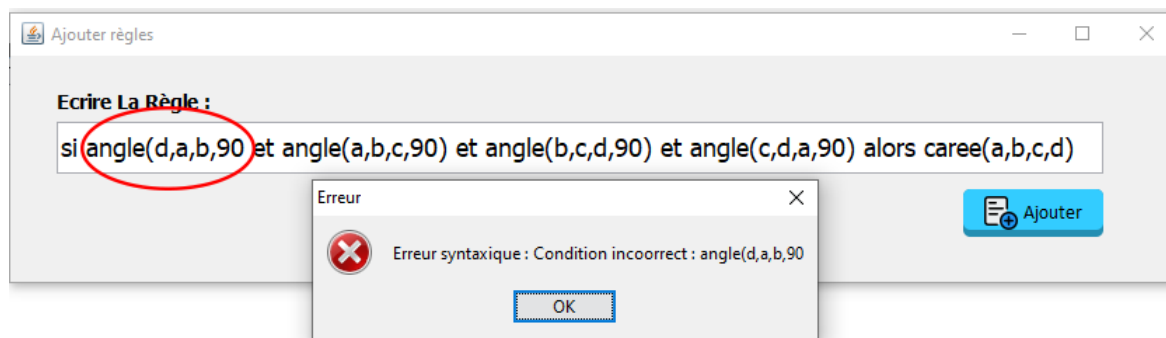 Ajouter règles
Ecrire La Règle :
si angle(d,a,b,90 et angle(a,b,c,90) et angle(b,c,d,90) et angle(c,d,a,90) alors caree(a,b,c,d)
Erreur
Ajouter
Erreur syntaxique : Condition incoorrect : angle(d,a,b,90
OK